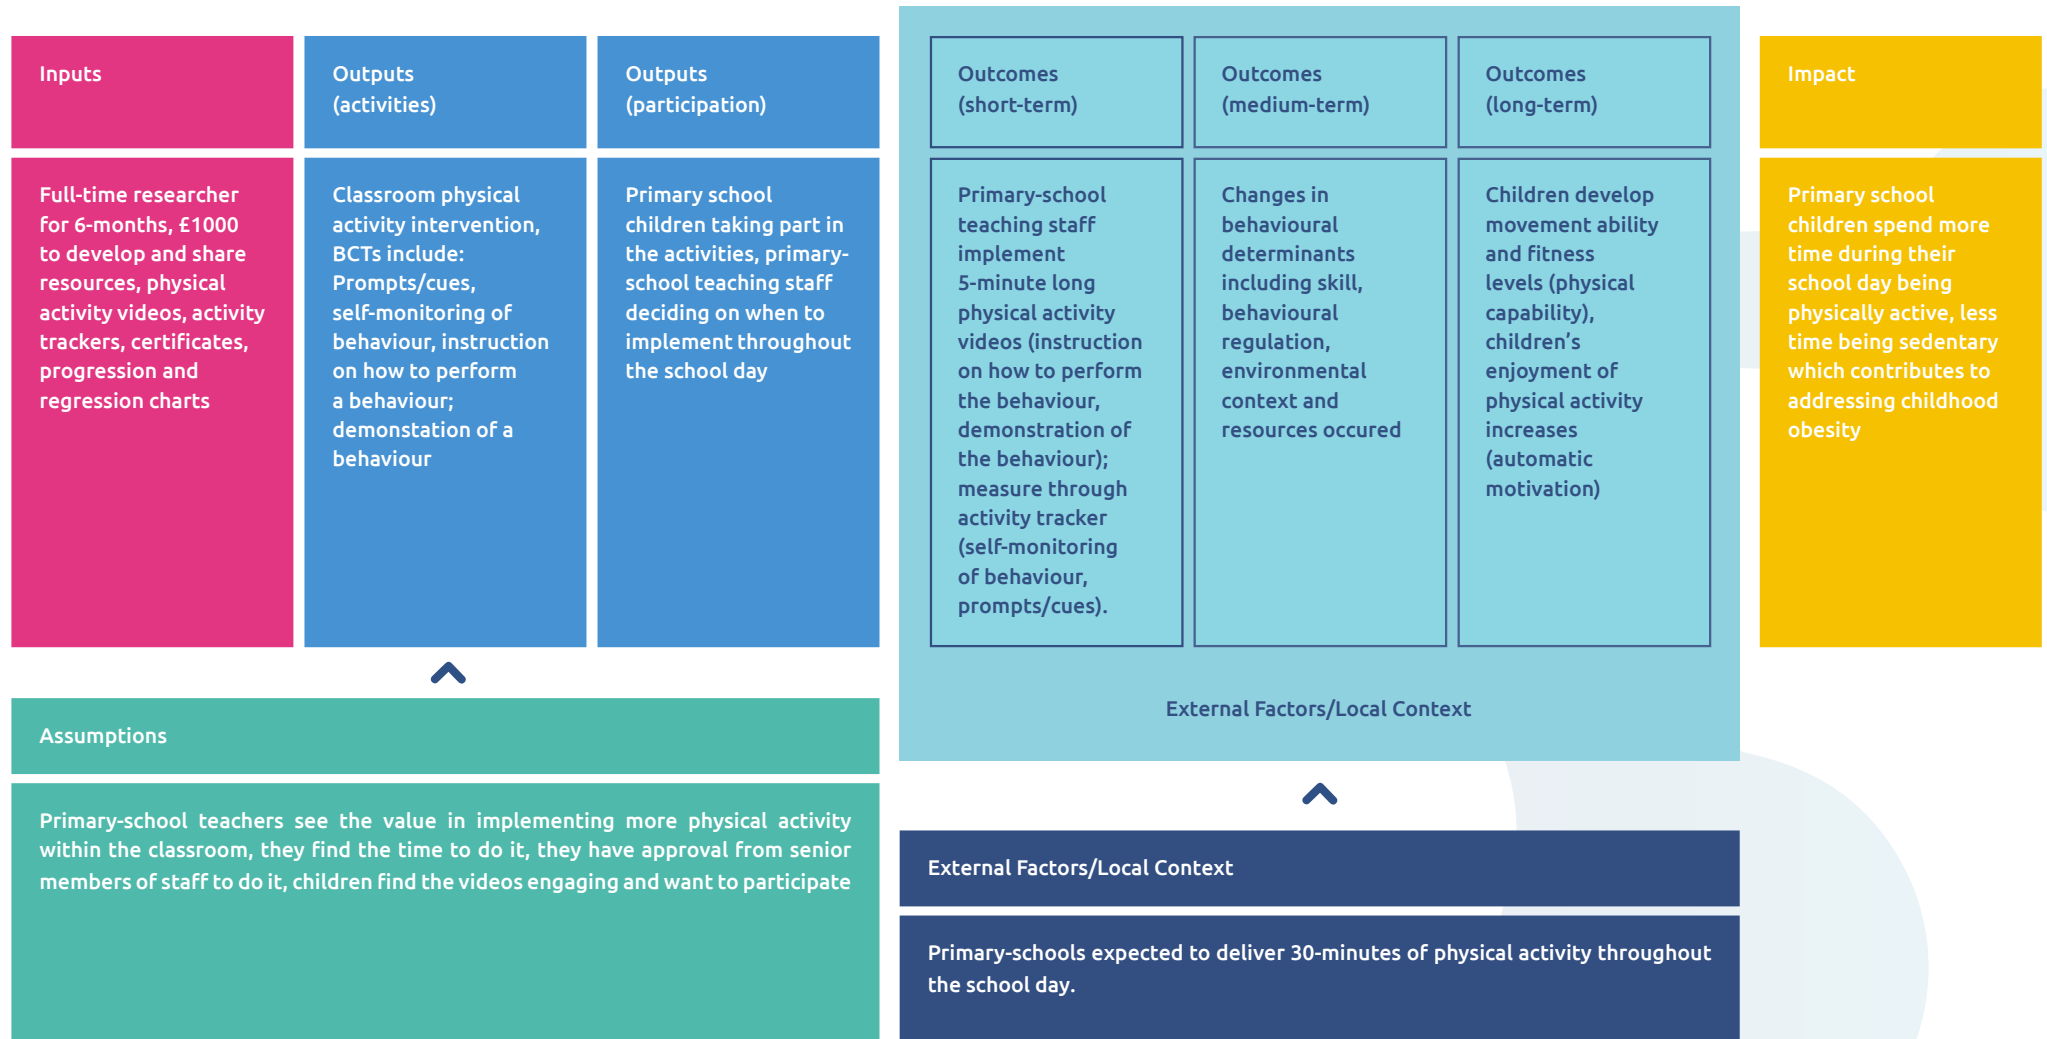 Inputs
Full-time researcher
for 6-months, £1000
to develop and share
resources, physical
activity videos, activity
trackers, certificates,
progression and
regression charts
Outputs
(activities)
Classroom physical
activity intervention,
BCTs include:
Prompts/cues,
self-monitoring of
behaviour, instruction
on how to perform
a behaviour;
demonstation of a
behaviour
Outputs
(participation)
Primary school
children taking part in
the activities, primary-
school teaching staff
deciding on when to
implement throughout
the school day
Outcomes
(short-term)
Primary-school
teaching staff
implement
5-minute long
physical activity
videos (instruction
on how to perform
the behaviour,
demonstration of
the behaviour);
measure through
activity tracker
(self-monitoring
of behaviour,
prompts/cues).
Outcomes
(medium-term)
Changes in
behavioural
determinants
including skill,
behavioural
regulation,
environmental
context and
resources occured
Outcomes
(long-term)
Children develop
movement ability
and fitness
levels (physical
capability),
children’s
enjoyment of
physical activity
increases
(automatic
motivation)
External Factors/Local Context
Impact
Primary school
children spend more
time during their
school day being
physically active, less
time being sedentary
which contributes to
addressing childhood
obesity
Assumptions
Primary-school teachers see the value in implementing more physical activity
within the classroom, they find the time to do it, they have approval from senior
members of staff to do it, children find the videos engaging and want to participate
External Factors/Local Context
Primary-schools expected to deliver 30-minutes of physical activity throughout
the school day.